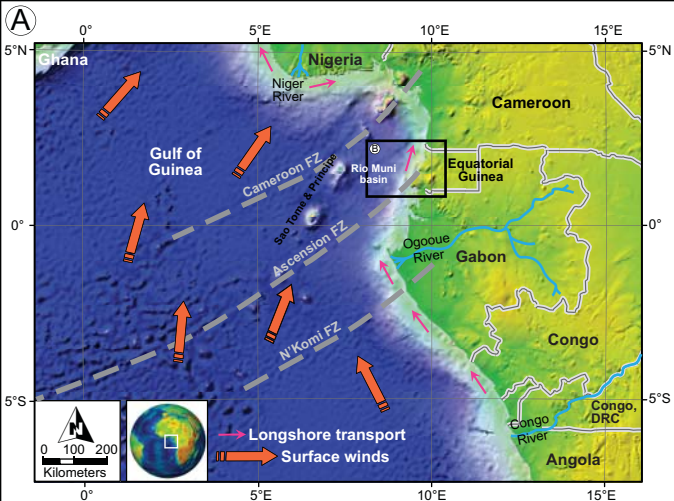 A
0°
5°E
10°E
15°E
5°N
5°N
Ghana
Nigeria
Niger
River
Cameroon
Gulf of
Guinea
Cameroon FZ
B
Rio Muni
basin
Equatorial
Guinea
Sao Tome & Principe
0°
0°
Ascension FZ
Ogooue
River
Gabon
N'Komi FZ
Congo
5°S
5°S
Congo,
DRC
Congo
River
Angola
N
0 100 200
Kilometers
Longshore transport
Surface winds
0°
5°E
10°E
15°E